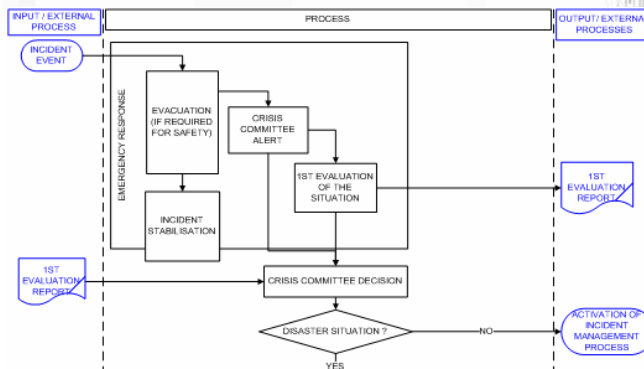 INPUT/ EXTERNAL
PROCESS
PROCESS
OUTPUT/ EXTERNAL
PROCESSES
INCIDENT
EVENT
EMERGENCY RESPONSE
EVACUATION
(IF REQUIRED
FOR SAFETY)
CRISIS
COMMITTEE
ALERT
1ST EVALUATION
OF THE
SITUATION
1ST
EVALUATION
REPORT
INCIDENT
STABILISATION
1ST
EVALUATION
REPORT
CRISIS COMMITTEE DECISION
DISASTER SITUATION ?
NO
ACTIVATION OF
INCIDENT
MANAGEMENT
PROCESS
YES